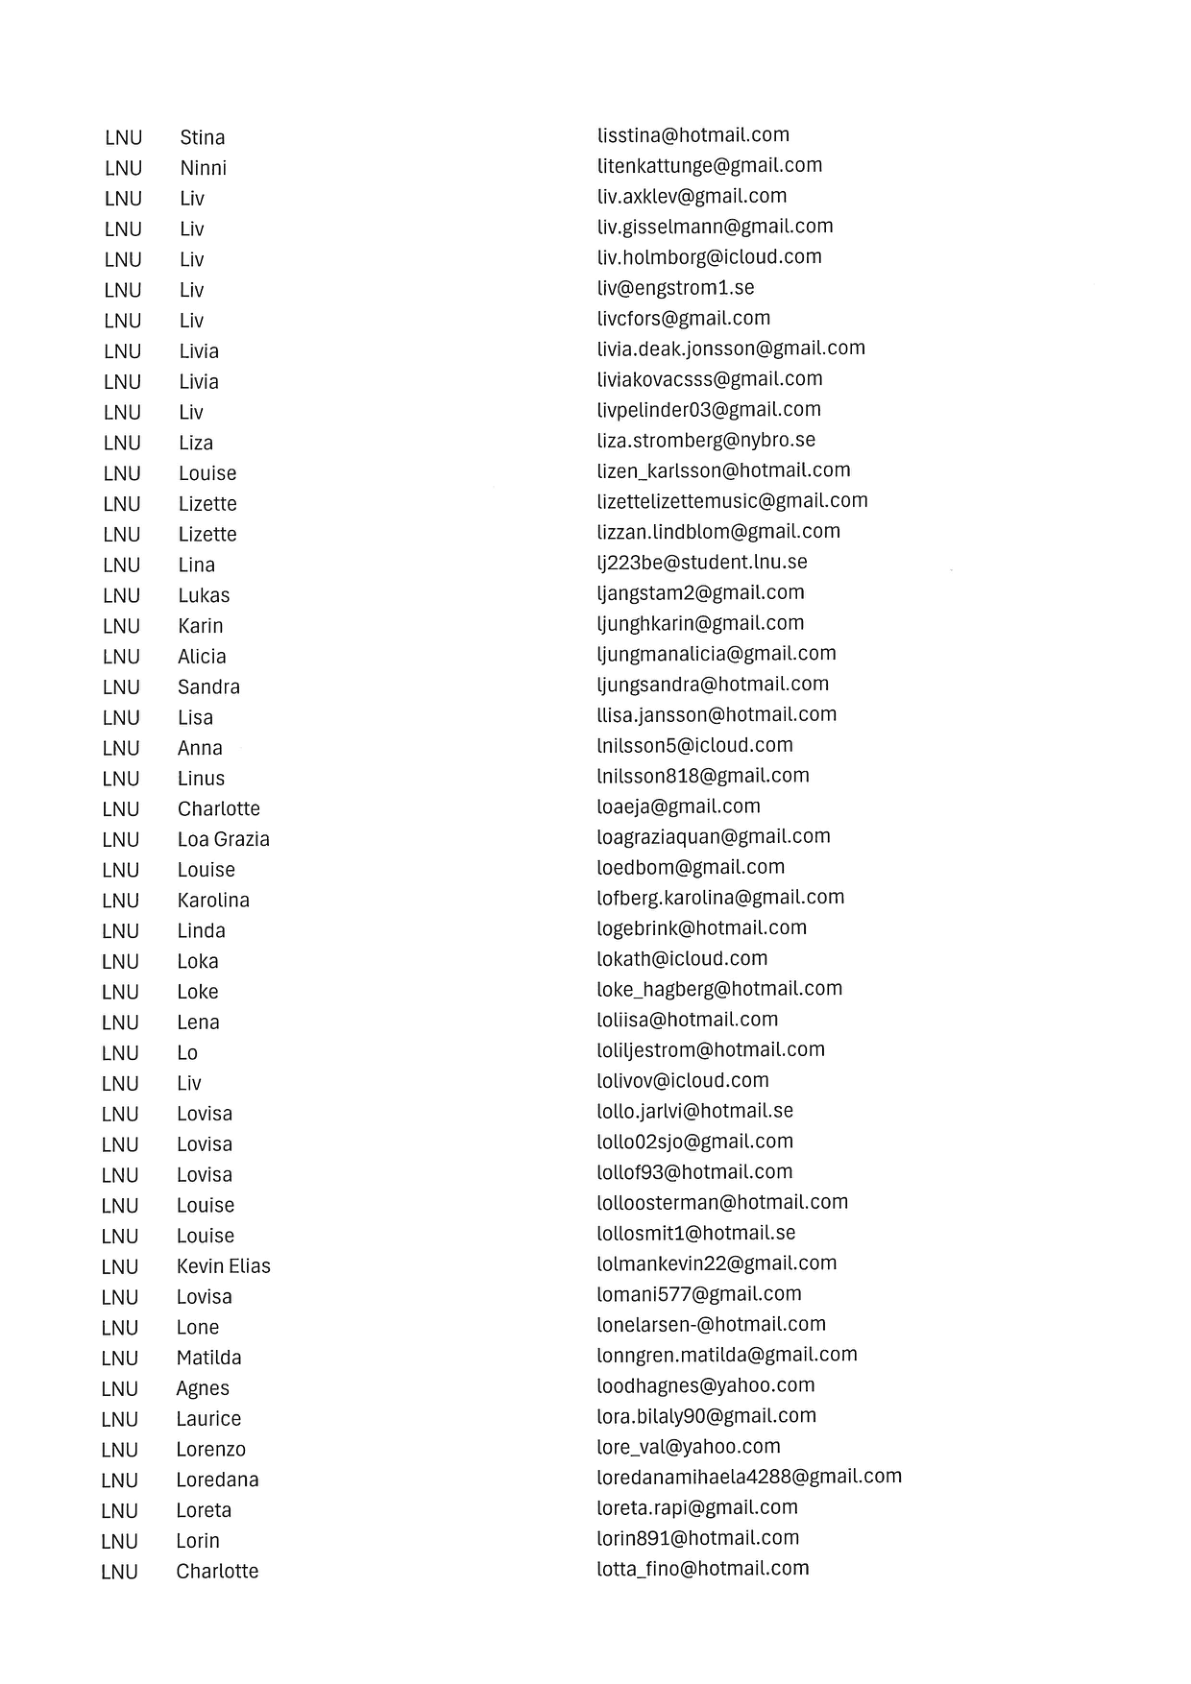 LNU Stina lisstina@hotmail.com
LNU Ninni litenkattunge@gmail.com
LNU Liv liv.axklev@gmail.com
LNU Liv liv.gisselmann@gmail.com
LNU Liv liv.holmborg@icloud.com
LNU Liv liv@engstrom1.se
LNU Liv livcfors@gmail.com
LNU Livia livia.deak.jonsson@gmail.com
LNU Livia liviakovacsss@gmail.com
LNU Liv livpelinder03@gmail.com
LNU Liza liza.stromberg@nybro.se
LNU Louise lizen_karlsson@hotmail.com
LNU Lizette lizettelizettemusic@gmail.com
LNU Lizette lizzan.lindblom@gmail.com
LNU Lina lj223be@student.lnu.se
LNU Lukas ljangstam2@gmail.com
LNU Karin ljunghkarin@gmail.com
LNU Alicia ljungmanalicia@gmail.com
LNU Sandra ljungsandra@hotmail.com
LNU Lisa llisa.jansson@hotmail.com
LNU Anna lnilsson5@icloud.com
LNU Linus lnilsson818@gmail.com
LNU Charlotte loaeja@gmail.com
LNU Loa Grazia loagraziaquan@gmail.com
LNU Louise loedbom@gmail.com
LNU Karolina lofberg.karolina@gmail.com
LNU Linda logebrink@hotmail.com
LNU Loka lokath@icloud.com
LNU Loke loke_hagberg@hotmail.com
LNU Lena loliisa@hotmail.com
LNU Lo loliljestrom@hotmail.com
LNU Liv lolivov@icloud.com
LNU Lovisa lollo.jarlvi@hotmail.se
LNU Lovisa lollo02sjo@gmail.com
LNU Lovisa lollof93@hotmail.com
LNU Louise lolloosterman@hotmail.com
LNU Louise lollosmit1@hotmail.se
LNU Kevin Elias lolmankevin22@gmail.com
LNU Lovisa lomani577@gmail.com
LNU Lone lonelarsen-@hotmail.com
LNU Matilda lonngren.matilda@gmail.com
LNU Agnes loodhagnes@yahoo.com
LNU Laurice lora.bilaly90@gmail.com
LNU Lorenzo lore_val@yahoo.com
LNU Loredana loredanamihaela4288@gmail.com
LNU Loreta loreta.rapi@gmail.com
LNU Lorin lorin891@hotmail.com
LNU Charlotte lotta_fino@hotmail.com